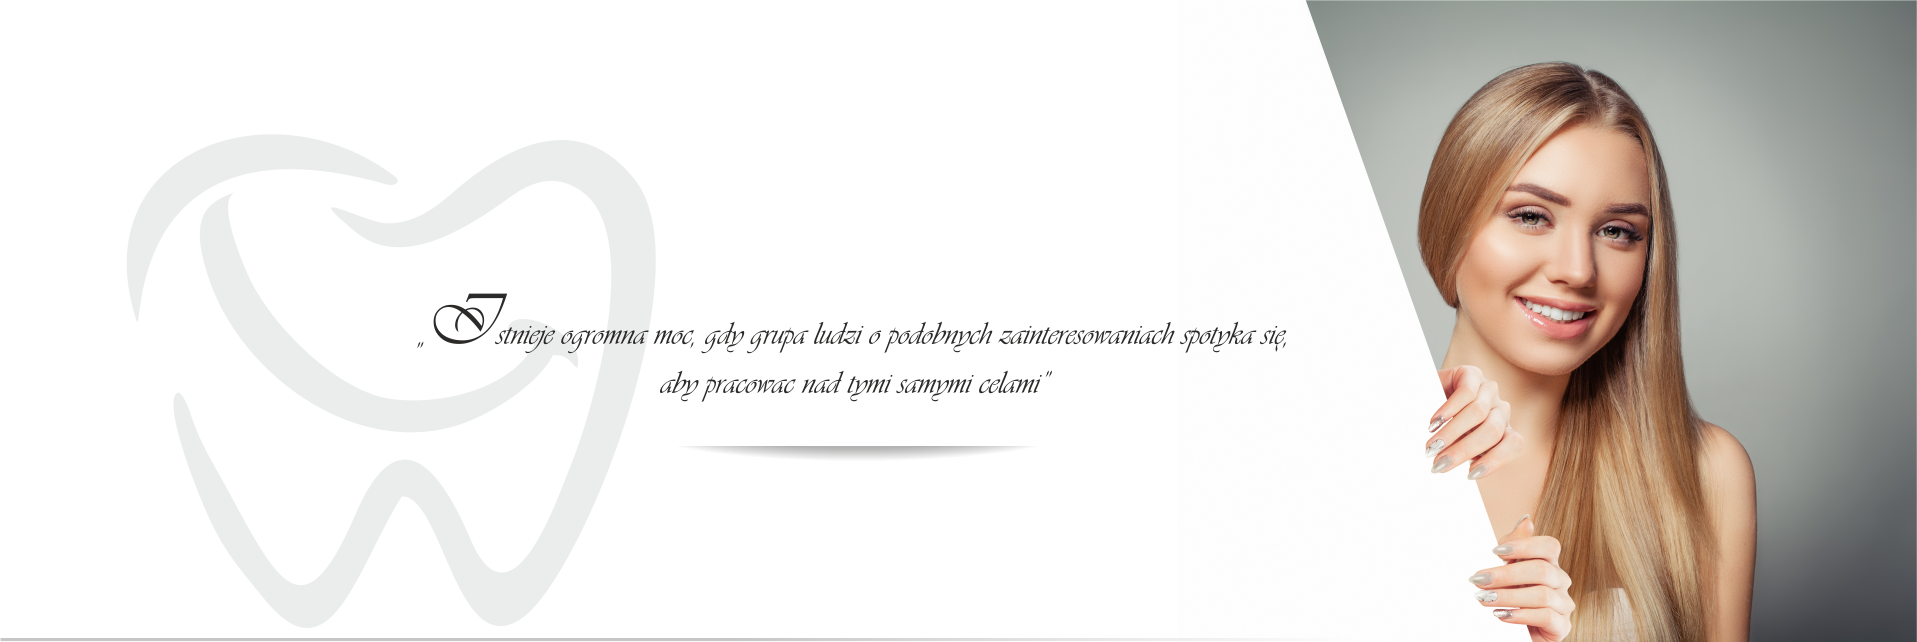 „Istnieje ogromna moc, gdy grupa ludzi o podobnych zainteresowaniach spotyka się,
aby pracowac nad tymi samymi celami”